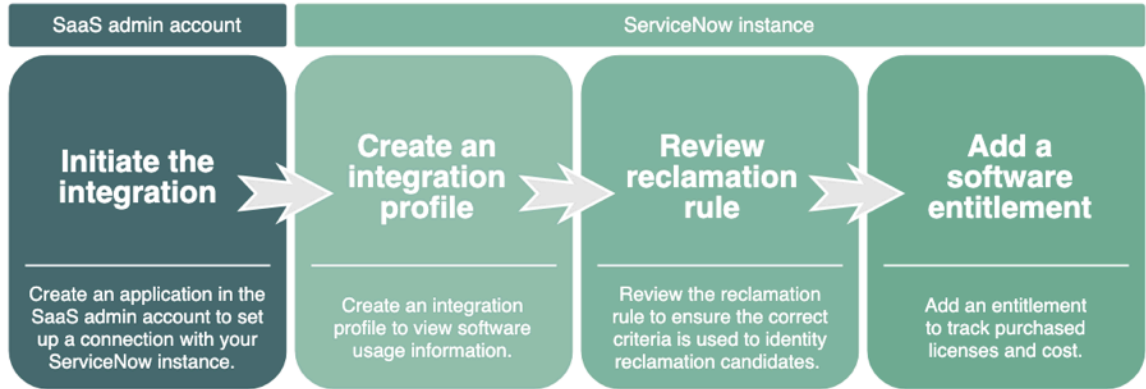 SaaS admin account
ServiceNow instance
Initiate the
integration
Create an application in the
SaaS admin account to set
up a connection with your
ServiceNow instance.
Create an
integration
profile
Create an integration
profile to view software
usage information.
Review
reclamation
rule
Review the reclamation
rule to ensure the correct
criteria is used to identity
reclamation candidates.
Add a
software
entitlement
Add an entitlement
to track purchased
licenses and cost.